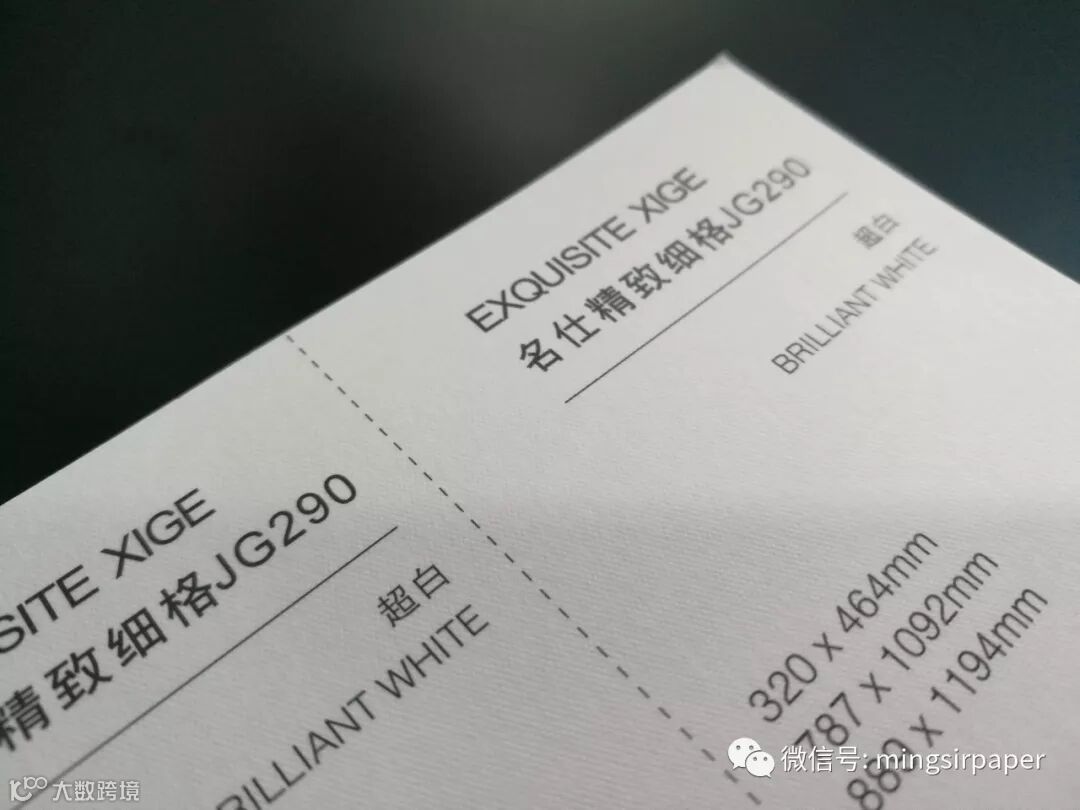 EXQUISITE XIGE
名仕精致细格JG290
超白
BRILLIANT WHITE
320 x 464mm
787 x 1092mm
880 x 1194mm
SITE XIGE
精致细格JG290
超白
BRILLIANT WHITE
微信号: mingsirpaper
大数跨境